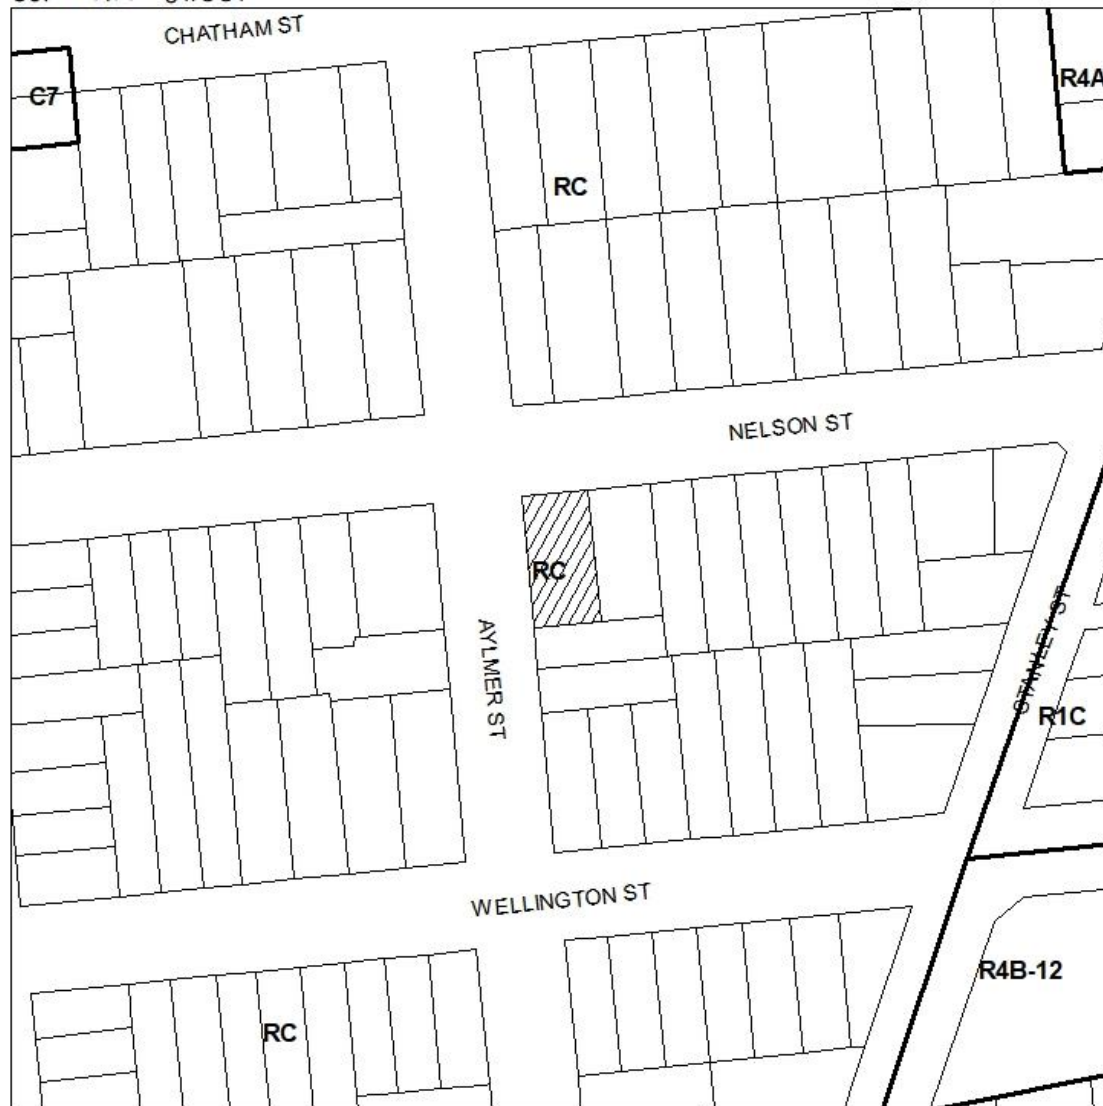 CHATHAM ST
C7
R4A
RC
NELSON ST
RC
AYLMER ST
STANLEY ST
R1C
WELLINGTON ST
R4B-12
RC